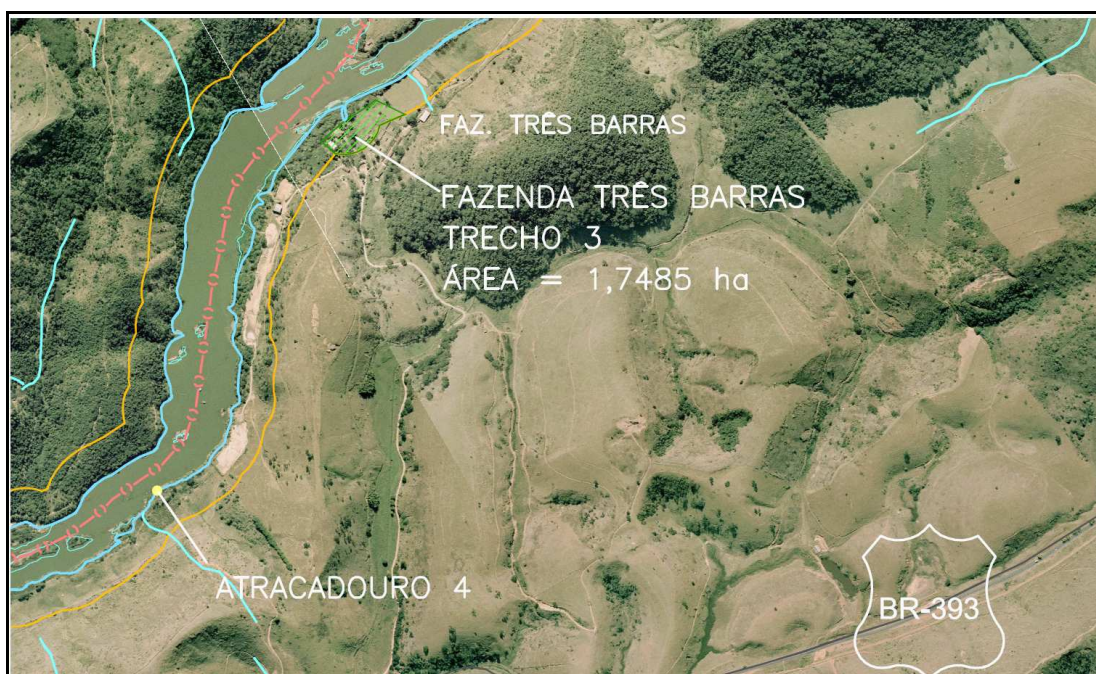 FAZ. TRÊS BARRAS
FAZENDA TRÊS BARRAS
TRECHO 3
ÁREA = 1,7485 ha
ATRACADOURO 4
BR-393